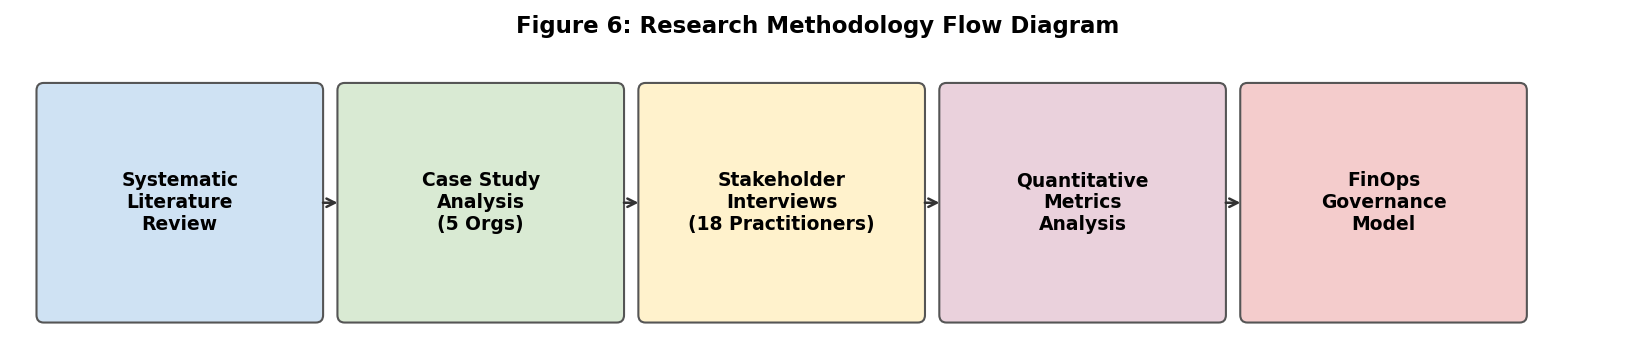 Figure 6: Research Methodology Flow Diagram
Systematic
Literature
Review
Case Study
Analysis
(5 Orgs)
Stakeholder
Interviews
(18 Practitioners)
Quantitative
Metrics
Analysis
FinOps
Governance
Model